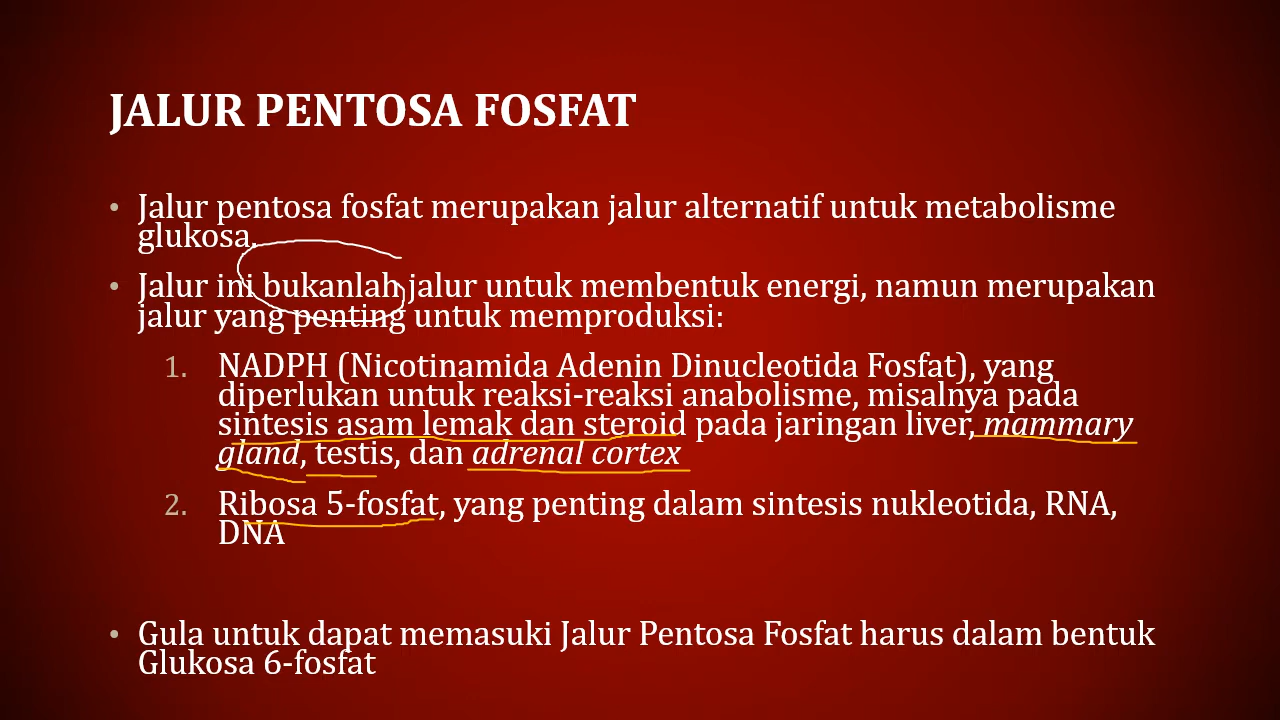 JALUR PENTOSA FOSFAT
• Jalur pentosa fosfat merupakan jalur alternatif untuk metabolisme
glukosa.
• Jalur ini bukanlah jalur untuk membentuk energi, namun merupakan
jalur yang penting untuk memproduksi:
1. NADPH (Nicotinamida Adenin Dinucleotida Fosfat), yang
diperlukan untuk reaksi-reaksi anabolisme, misalnya pada
sintesis asam lemak dan steroid pada jaringan liver, mammary
gland, testis, dan adrenal cortex
2. Ribosa 5-fosfat, yang penting dalam sintesis nukleotida, RNA,
DNA
• Gula untuk dapat memasuki Jalur Pentosa Fosfat harus dalam bentuk
Glukosa 6-fosfat